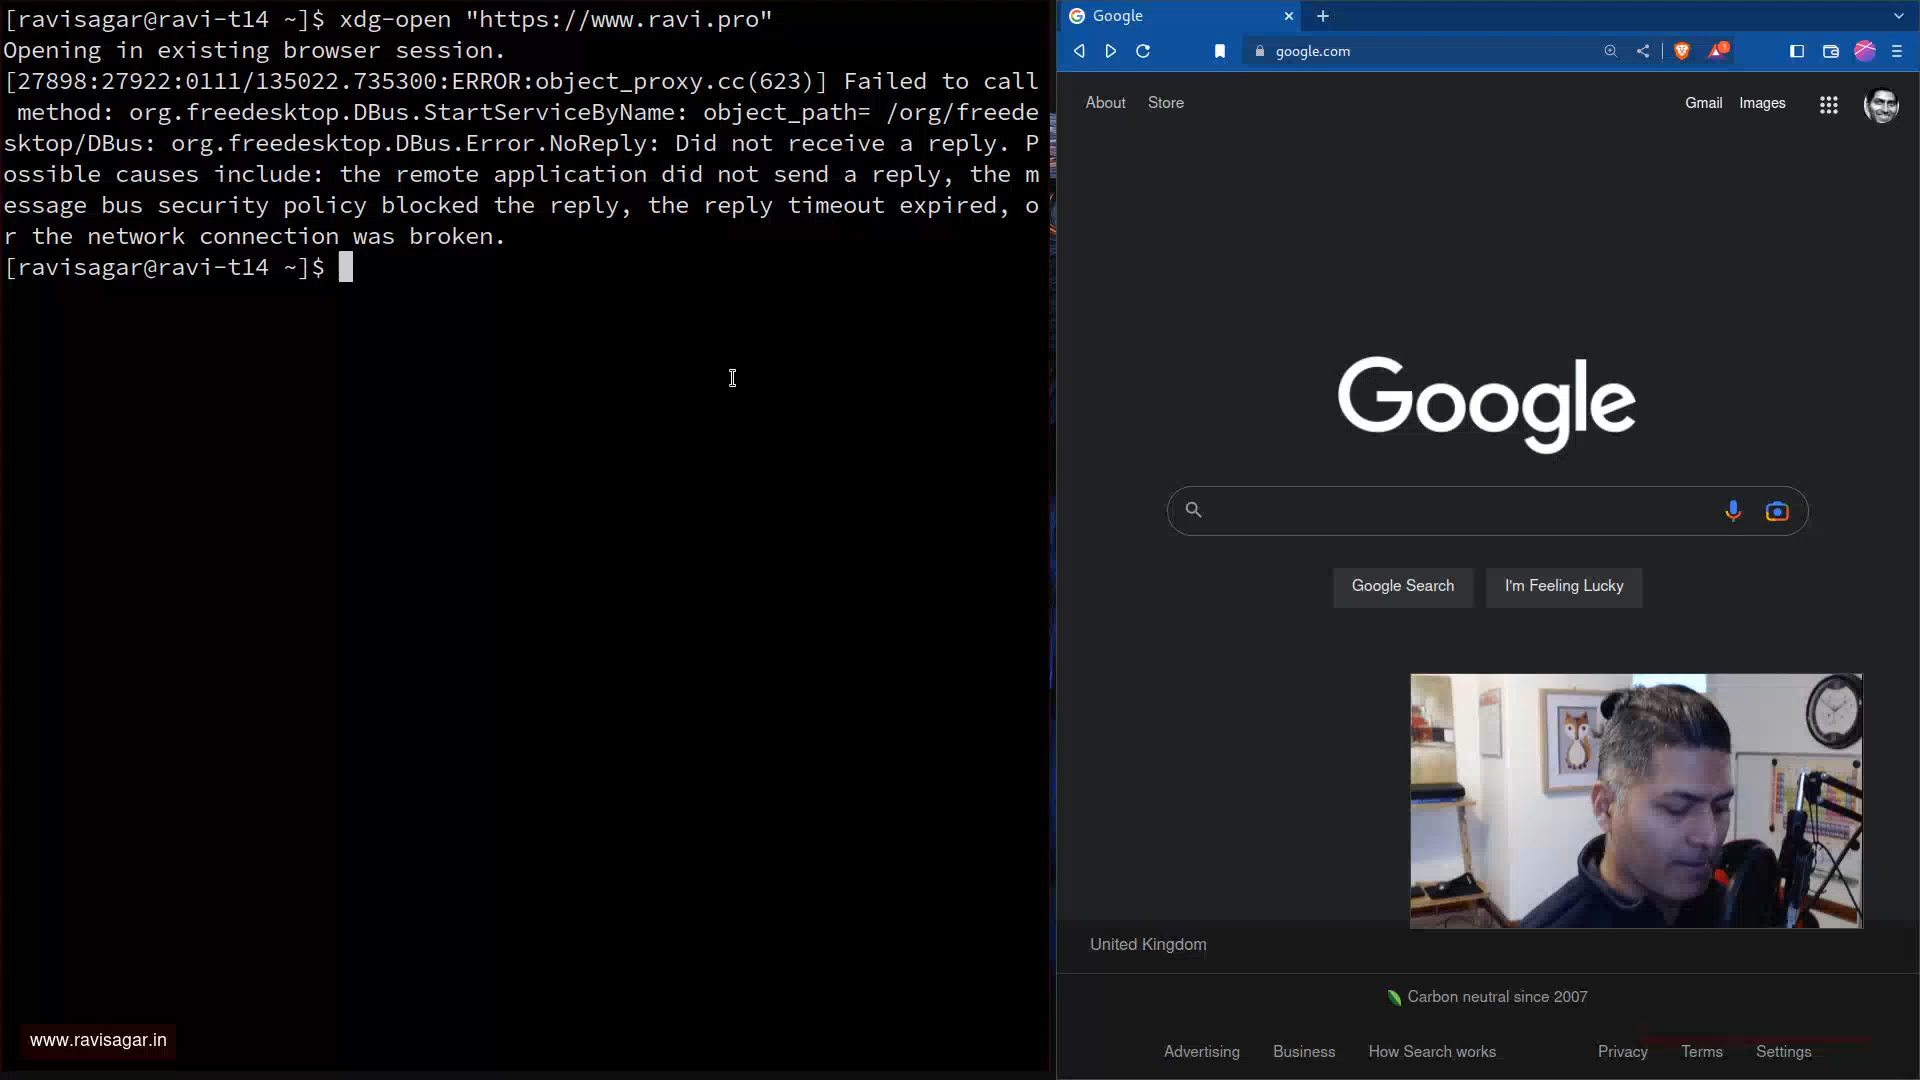 [ravisagar@ravi-t14 ~]$ xdg-open "https://www.ravi.pro"
Opening in existing browser session.
[27898:27922:0111/135022.735300:ERROR:object_proxy.cc(623)] Failed to call
 method: org.freedesktop.DBus.StartServiceByName: object_path= /org/freede
sktop/DBus: org.freedesktop.DBus.Error.NoReply: Did not receive a reply. P
ossible causes include: the remote application did not send a reply, the m
essage bus security policy blocked the reply, the reply timeout expired, o
r the network connection was broken.
[ravisagar@ravi-t14 ~]$
www.ravisagar.in
Google
google.com
1
About Store Gmail Images
Google
Google Search I'm Feeling Lucky
United Kingdom
Carbon neutral since 2007
Advertising Business How Search works Privacy Terms Settings